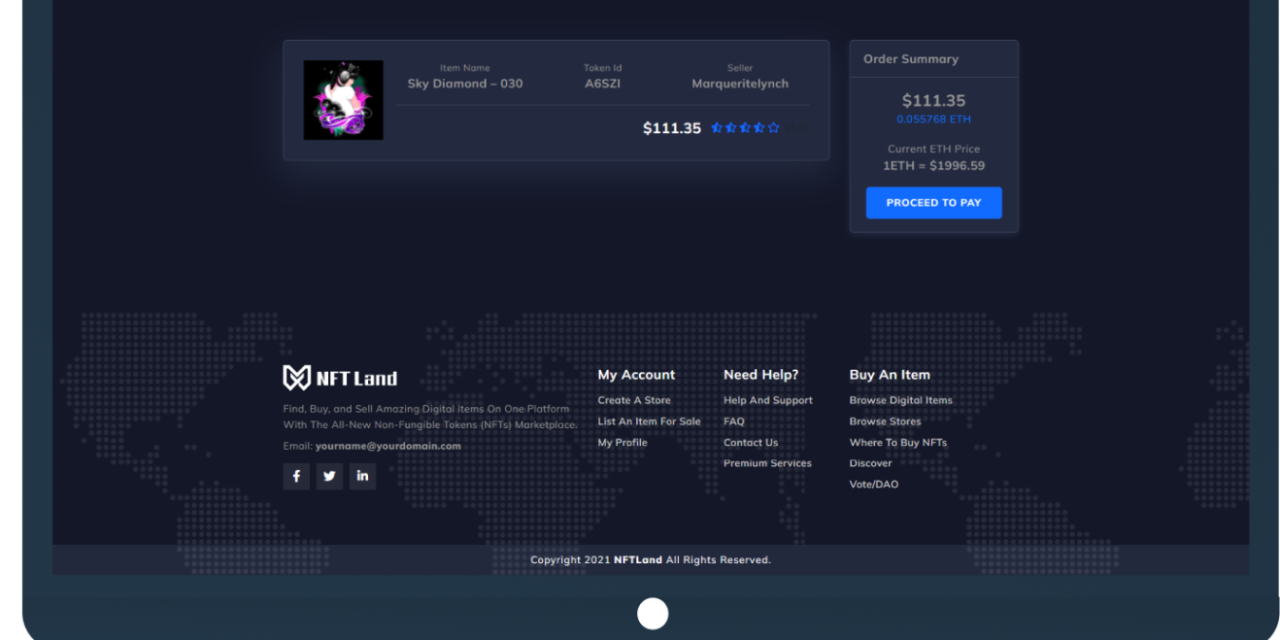 Item Name
Sky Diamond – 030
Token Id
A6SZI
Seller
Marqueritelynch
$111.35
Order Summary
$111.35
0.055768 ETH
Current ETH Price
1ETH = $1996.59
PROCEED TO PAY
NFT Land
Find, Buy, and Sell Amazing Digital Items On One Platform
With The All-New Non-Fungible Tokens (NFTs) Marketplace.
Email: yourname@yourdomain.com
f
in
My Account
Create A Store
List An Item For Sale
My Profile
Need Help?
Help And Support
FAQ
Contact Us
Premium Services
Buy An Item
Browse Digital Items
Browse Stores
Where To Buy NFTs
Discover
Vote/DAO
Copyright 2021 NFTLand All Rights Reserved.